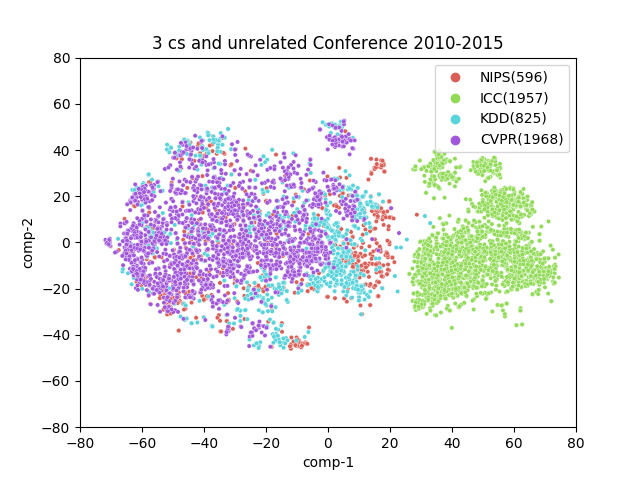 3 cs and unrelated Conference 2010-2015
NIPS(596)
ICC(1957)
KDD(825)
CVPR(1968)
80
60
40
20
0
−20
−40
−60
−80
comp-2
−80 −60 −40 −20 0 20 40 60 80
comp-1